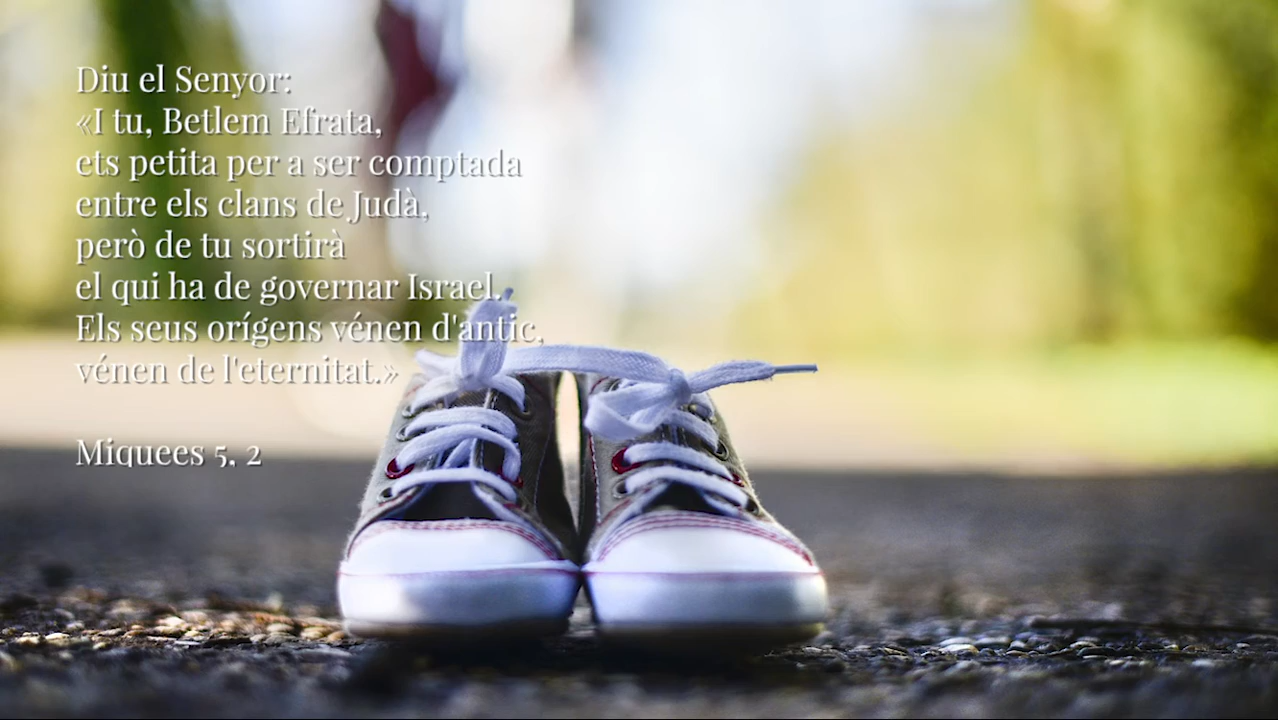 Diu el Senyor:
«I tu, Betlem Efrata,
ets petita per a ser comptada
entre els clans de Judà,
però de tu sortirà
el qui ha de governar Israel.
Els seus orígens vénen d'antic,
vénen de l'eternitat.»
Miquees 5, 2